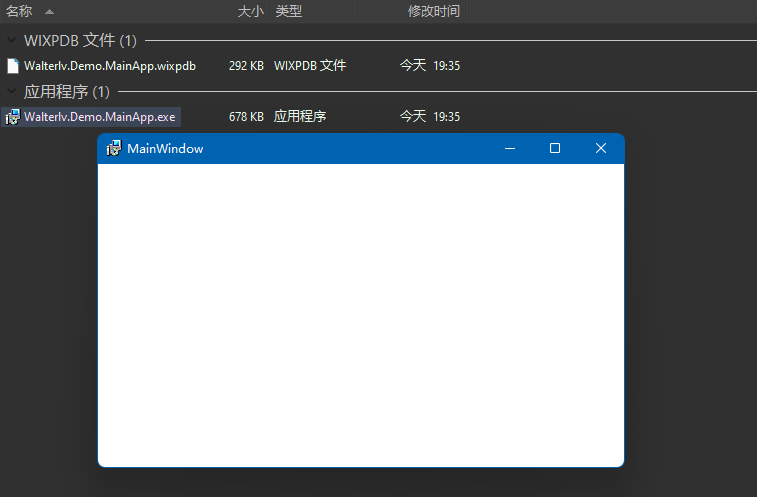 名称 大小 类型 修改时间
WIXPDB 文件 (1)
Walterlv.Demo.MainApp.wixpdb 292 KB WIXPDB 文件 今天 19:35
应用程序 (1)
Walterlv.Demo.MainApp.exe 678 KB 应用程序 今天 19:35
MainWindow